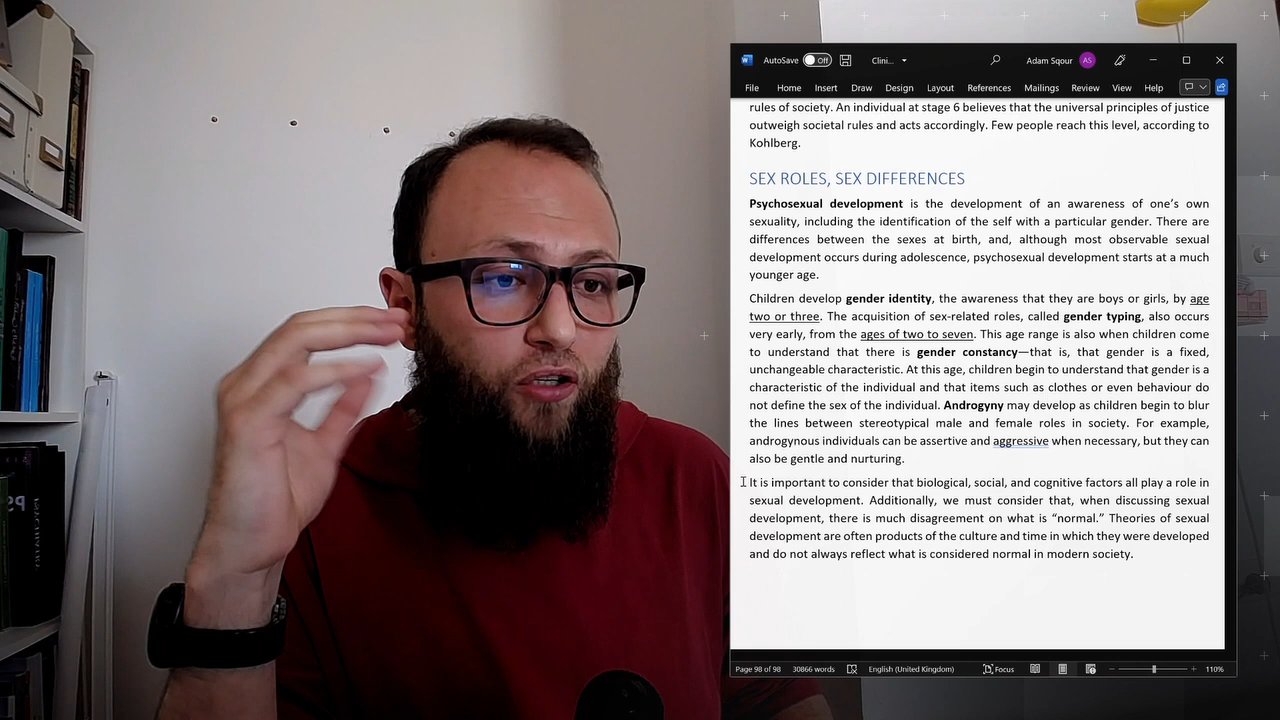 AutoSave Off Clini... Adam Sqour AS
File Home Insert Draw Design Layout References Mailings Review View Help
rules of society. An individual at stage 6 believes that the universal principles of justice
outweigh societal rules and acts accordingly. Few people reach this level, according to
Kohlberg.
SEX ROLES, SEX DIFFERENCES
Psychosexual development is the development of an awareness of one's own
sexuality, including the identification of the self with a particular gender. There are
differences between the sexes at birth, and, although most observable sexual
development occurs during adolescence, psychosexual development starts at a much
younger age.
Children develop gender identity, the awareness that they are boys or girls, by age
two or three. The acquisition of sex-related roles, called gender typing, also occurs
very early, from the ages of two to seven. This age range is also when children come
to understand that there is gender constancy—that is, that gender is a fixed,
unchangeable characteristic. At this age, children begin to understand that gender is a
characteristic of the individual and that items such as clothes or even behaviour do
not define the sex of the individual. Androgyny may develop as children begin to blur
the lines between stereotypical male and female roles in society. For example,
androgynous individuals can be assertive and aggressive when necessary, but they can
also be gentle and nurturing.
It is important to consider that biological, social, and cognitive factors all play a role in
sexual development. Additionally, we must consider that, when discussing sexual
development, there is much disagreement on what is “normal.” Theories of sexual
development are often products of the culture and time in which they were developed
and do not always reflect what is considered normal in modern society.
Page 98 of 98 30866 words English (United Kingdom) Focus 110%